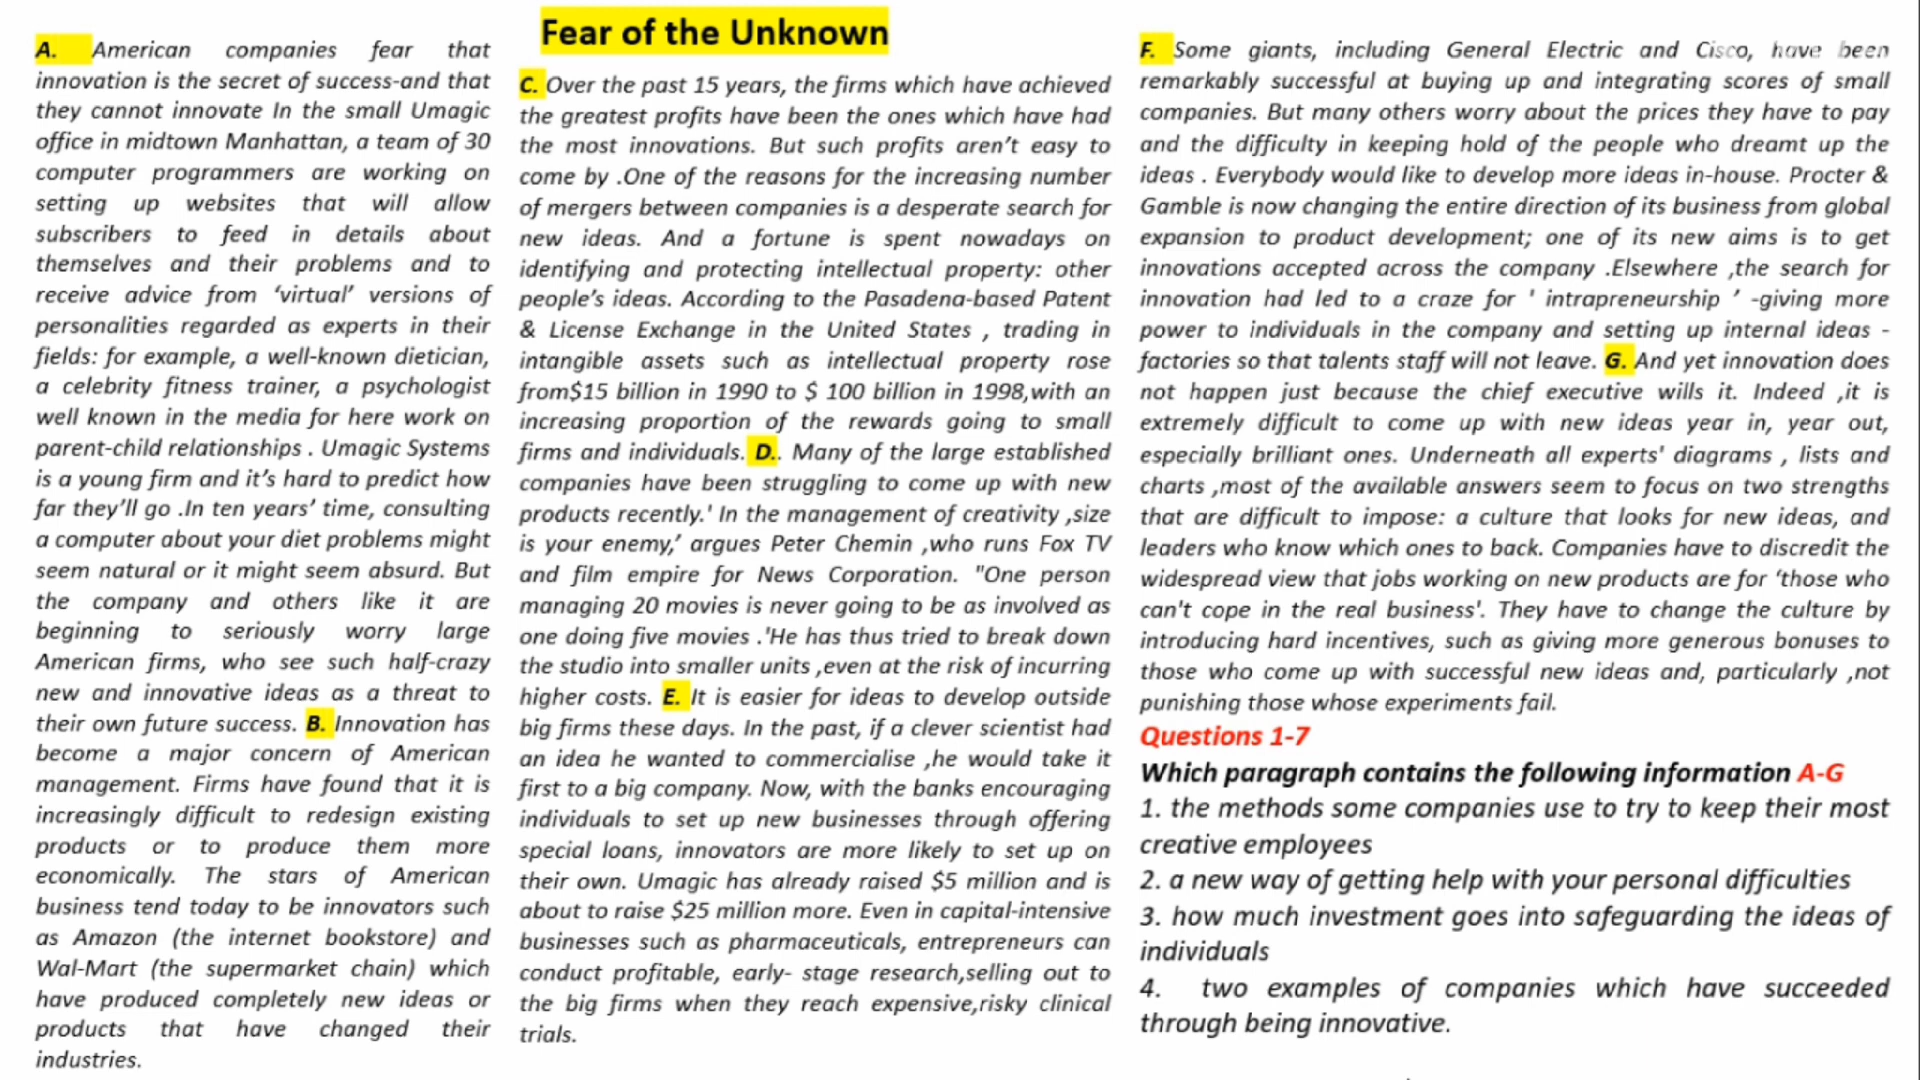 Fear of the Unknown
A. American companies fear that
innovation is the secret of success-and that
they cannot innovate In the small Umagic
office in midtown Manhattan, a team of 30
computer programmers are working on
setting up websites that will allow
subscribers to feed in details about
themselves and their problems and to
receive advice from ‘virtual’ versions of
personalities regarded as experts in their
fields: for example, a well-known dietician,
a celebrity fitness trainer, a psychologist
well known in the media for here work on
parent-child relationships . Umagic Systems
is a young firm and it’s hard to predict how
far they’ll go .In ten years’ time, consulting
a computer about your diet problems might
seem natural or it might seem absurd. But
the company and others like it are
beginning to seriously worry large
American firms, who see such half-crazy
new and innovative ideas as a threat to
their own future success. B. Innovation has
become a major concern of American
management. Firms have found that it is
increasingly difficult to redesign existing
products or to produce them more
economically. The stars of American
business tend today to be innovators such
as Amazon (the internet bookstore) and
Wal-Mart (the supermarket chain) which
have produced completely new ideas or
products that have changed their
industries.
C. Over the past 15 years, the firms which have achieved
the greatest profits have been the ones which have had
the most innovations. But such profits aren’t easy to
come by .One of the reasons for the increasing number
of mergers between companies is a desperate search for
new ideas. And a fortune is spent nowadays on
identifying and protecting intellectual property: other
people’s ideas. According to the Pasadena-based Patent
& License Exchange in the United States , trading in
intangible assets such as intellectual property rose
from$15 billion in 1990 to $ 100 billion in 1998,with an
increasing proportion of the rewards going to small
firms and individuals. D.. Many of the large established
companies have been struggling to come up with new
products recently.' In the management of creativity ,size
is your enemy,’ argues Peter Chemin ,who runs Fox TV
and film empire for News Corporation. "One person
managing 20 movies is never going to be as involved as
one doing five movies .'He has thus tried to break down
the studio into smaller units ,even at the risk of incurring
higher costs. E. It is easier for ideas to develop outside
big firms these days. In the past, if a clever scientist had
an idea he wanted to commercialise ,he would take it
first to a big company. Now, with the banks encouraging
individuals to set up new businesses through offering
special loans, innovators are more likely to set up on
their own. Umagic has already raised $5 million and is
about to raise $25 million more. Even in capital-intensive
businesses such as pharmaceuticals, entrepreneurs can
conduct profitable, early- stage research,selling out to
the big firms when they reach expensive,risky clinical
trials.
F. Some giants, including General Electric and Cisco, have been
remarkably successful at buying up and integrating scores of small
companies. But many others worry about the prices they have to pay
and the difficulty in keeping hold of the people who dreamt up the
ideas . Everybody would like to develop more ideas in-house. Procter &
Gamble is now changing the entire direction of its business from global
expansion to product development; one of its new aims is to get
innovations accepted across the company .Elsewhere ,the search for
innovation had led to a craze for ' intrapreneurship ’ -giving more
power to individuals in the company and setting up internal ideas -
factories so that talents staff will not leave. G. And yet innovation does
not happen just because the chief executive wills it. Indeed ,it is
extremely difficult to come up with new ideas year in, year out,
especially brilliant ones. Underneath all experts' diagrams , lists and
charts ,most of the available answers seem to focus on two strengths
that are difficult to impose: a culture that looks for new ideas, and
leaders who know which ones to back. Companies have to discredit the
widespread view that jobs working on new products are for ‘those who
can't cope in the real business'. They have to change the culture by
introducing hard incentives, such as giving more generous bonuses to
those who come up with successful new ideas and, particularly ,not
punishing those whose experiments fail.
Questions 1-7
Which paragraph contains the following information A-G
1. the methods some companies use to try to keep their most
creative employees
2. a new way of getting help with your personal difficulties
3. how much investment goes into safeguarding the ideas of
individuals
4. two examples of companies which have succeeded
through being innovative.